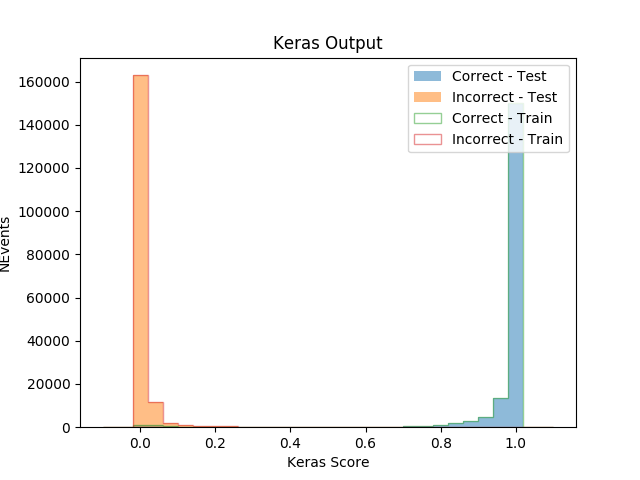 Keras Output
Correct - Test
Incorrect - Test
Correct - Train
Incorrect - Train
NEvents
160000
140000
120000
100000
80000
60000
40000
20000
0
0.0 0.2 0.4 0.6 0.8 1.0
Keras Score